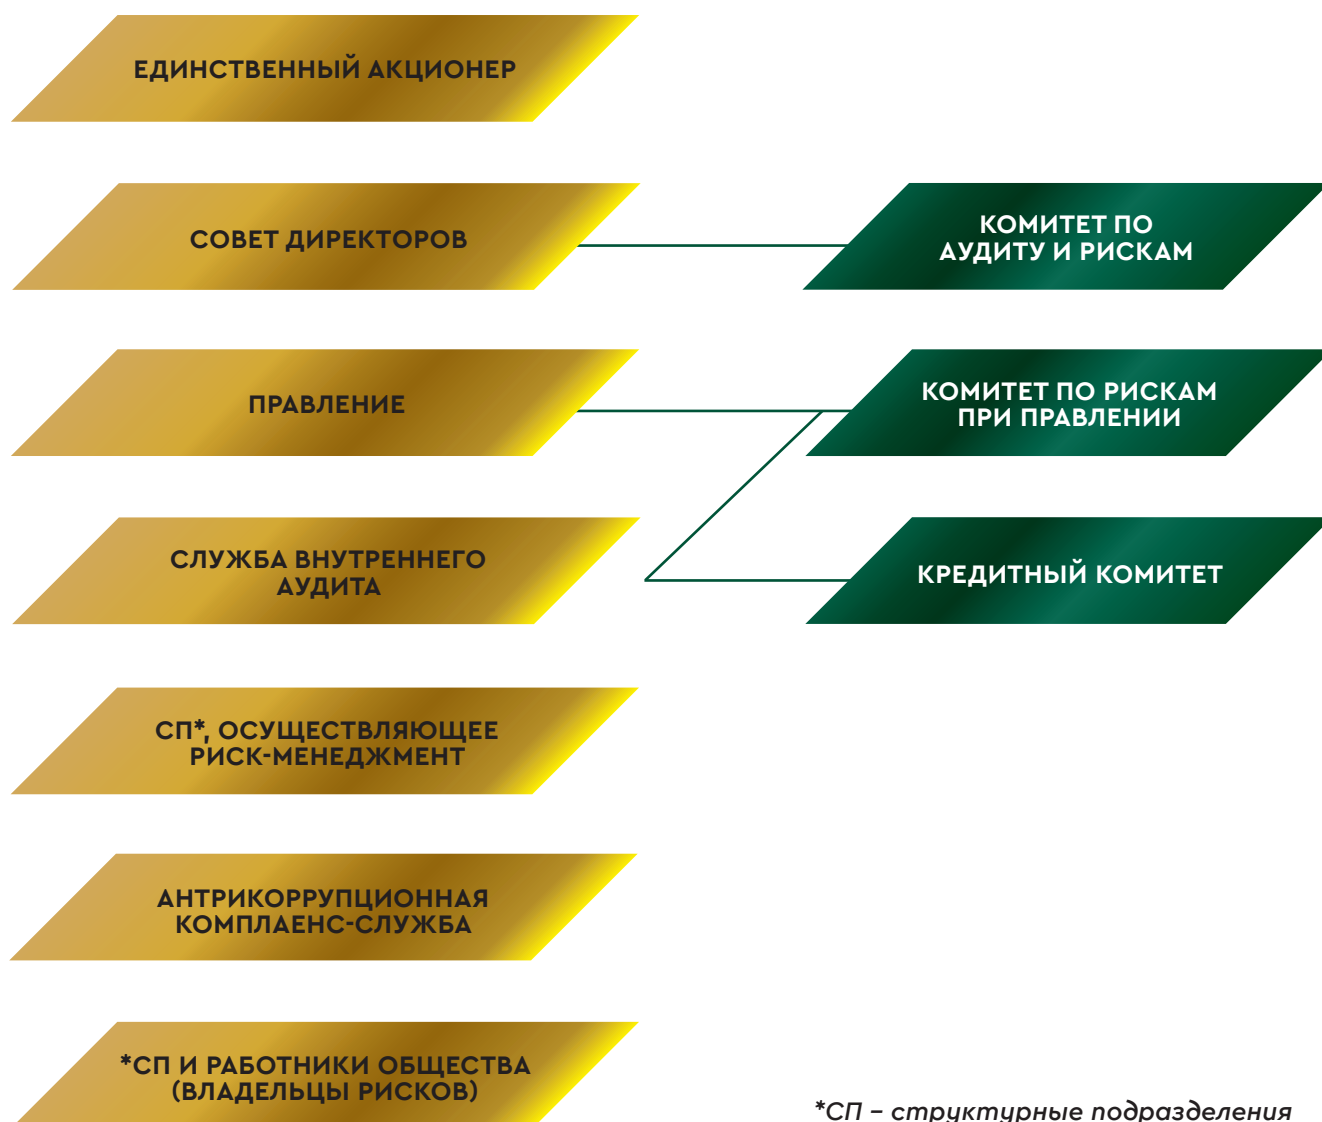 ЕДИНСТВЕННЫЙ АКЦИОНЕР
СОВЕТ ДИРЕКТОРОВ
КОМИТЕТ ПО
АУДИТУ И РИСКАМ
ПРАВЛЕНИЕ
КОМИТЕТ ПО РИСКАМ
ПРИ ПРАВЛЕНИИ
СЛУЖБА ВНУТРЕННЕГО
АУДИТА
КРЕДИТНЫЙ КОМИТЕТ
СП*, ОСУЩЕСТВЛЯЮЩЕЕ
РИСК-МЕНЕДЖМЕНТ
АНТРИКОРРУПЦИОННАЯ
КОМПЛАЕНС-СЛУЖБА
*СП И РАБОТНИКИ ОБЩЕСТВА
(ВЛАДЕЛЬЦЫ РИСКОВ)
*СП – структурные подразделения